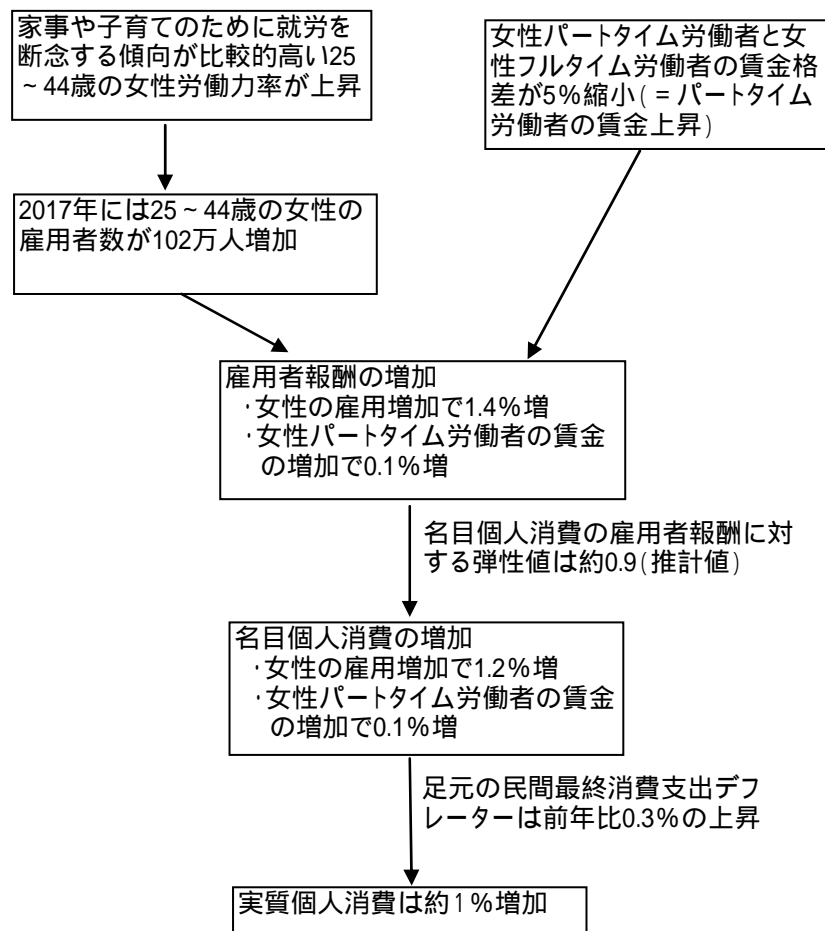 家事や子育てのために就労を
断念する傾向が比較的高い25
~44歳の女性労働力率が上昇
女性パートタイム労働者と女
性フルタイム労働者の賃金格
差が5%縮小(=パートタイム
労働者の賃金上昇)
2017年には25~44歳の女性の
雇用者数が102万人増加
雇用者報酬の増加
・女性の雇用増加で1.4%増
・女性パートタイム労働者の賃金
の増加で0.1%増
名目個人消費の雇用者報酬に対
する弾性値は約0.9(推計値)
名目個人消費の増加
・女性の雇用増加で1.2%増
・女性パートタイム労働者の賃金
の増加で0.1%増
足元の民間最終消費支出デフ
レーターは前年比0.3%の上昇
実質個人消費は約1%増加